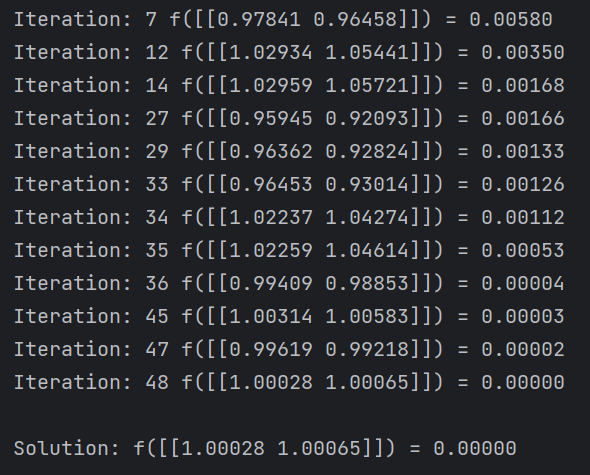 Iteration: 7 f([[0.97841 0.96458]]) = 0.00580
Iteration: 12 f([[1.02934 1.05441]]) = 0.00350
Iteration: 14 f([[1.02959 1.05721]]) = 0.00168
Iteration: 27 f([[0.95945 0.92093]]) = 0.00166
Iteration: 29 f([[0.96362 0.92824]]) = 0.00133
Iteration: 33 f([[0.96453 0.93014]]) = 0.00126
Iteration: 34 f([[1.02237 1.04274]]) = 0.00112
Iteration: 35 f([[1.02259 1.04614]]) = 0.00053
Iteration: 36 f([[0.99409 0.98853]]) = 0.00004
Iteration: 45 f([[1.00314 1.00583]]) = 0.00003
Iteration: 47 f([[0.99619 0.99218]]) = 0.00002
Iteration: 48 f([[1.00028 1.00065]]) = 0.00000
Solution: f([[1.00028 1.00065]]) = 0.00000